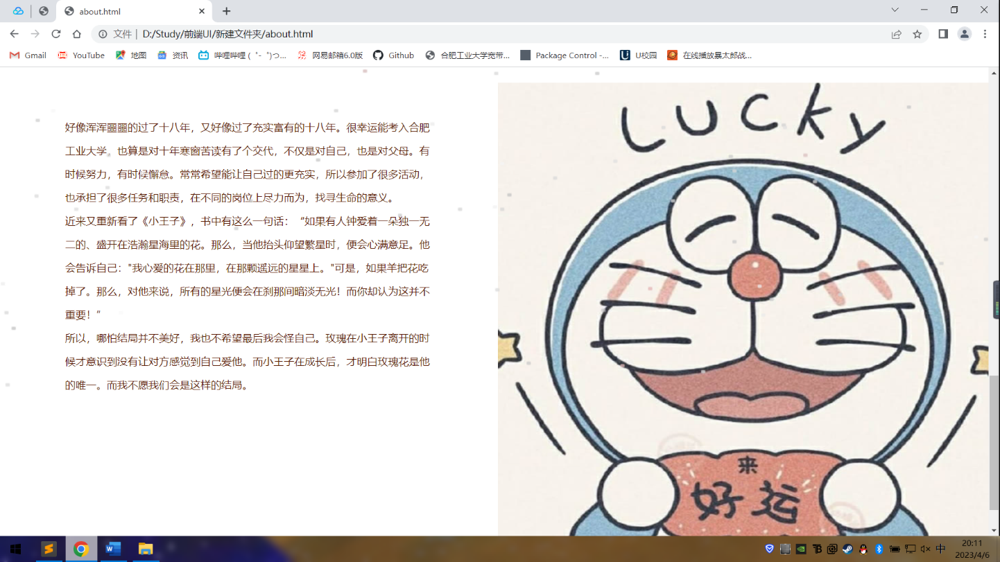 about.html
文件
D:/Study/前端UI/新建文件夹/about.html
Gmail
YouTube
地图
资讯
哔哩哔哩 ( ゜- ゜)つ...
网易邮箱6.0版
Github
合肥工业大学宽带...
Package Control -...
U校园
在线播放暴太郎战...
好像浑浑噩噩的过了十八年，又好像过了充实富有的十八年。很幸运能考入合肥
工业大学。也算是对十年寒窗苦读有了个交代，不仅是对自己，也是对父母。有
时候努力，有时候懈怠。常常希望能让自己过的更充实，所以参加了很多活动，
也承担了很多任务和职责，在不同的岗位上尽力而为，找寻生命的意义。
近来又重新看了《小王子》，书中有这么一句话：“如果有人钟爱着一朵独一无
二的、盛开在浩瀚星海里的花。那么，当他抬头仰望繁星时，便会心满意足。他
会告诉自己："我心爱的花在那里，在那颗遥远的星星上。"可是，如果羊把花吃
掉了。那么，对他来说，所有的星光便会在刹那间暗淡无光！而你却认为这并不
重要！”
所以，哪怕结局并不美好，我也不希望最后我会怪自己。玫瑰在小王子离开的时
候才意识到没有让对方感觉到自己爱他。而小王子在成长后，才明白玫瑰花是他
的唯一。而我不愿我们会是这样的结局。
Lucky
来
好运
中
20:11
2023/4/6